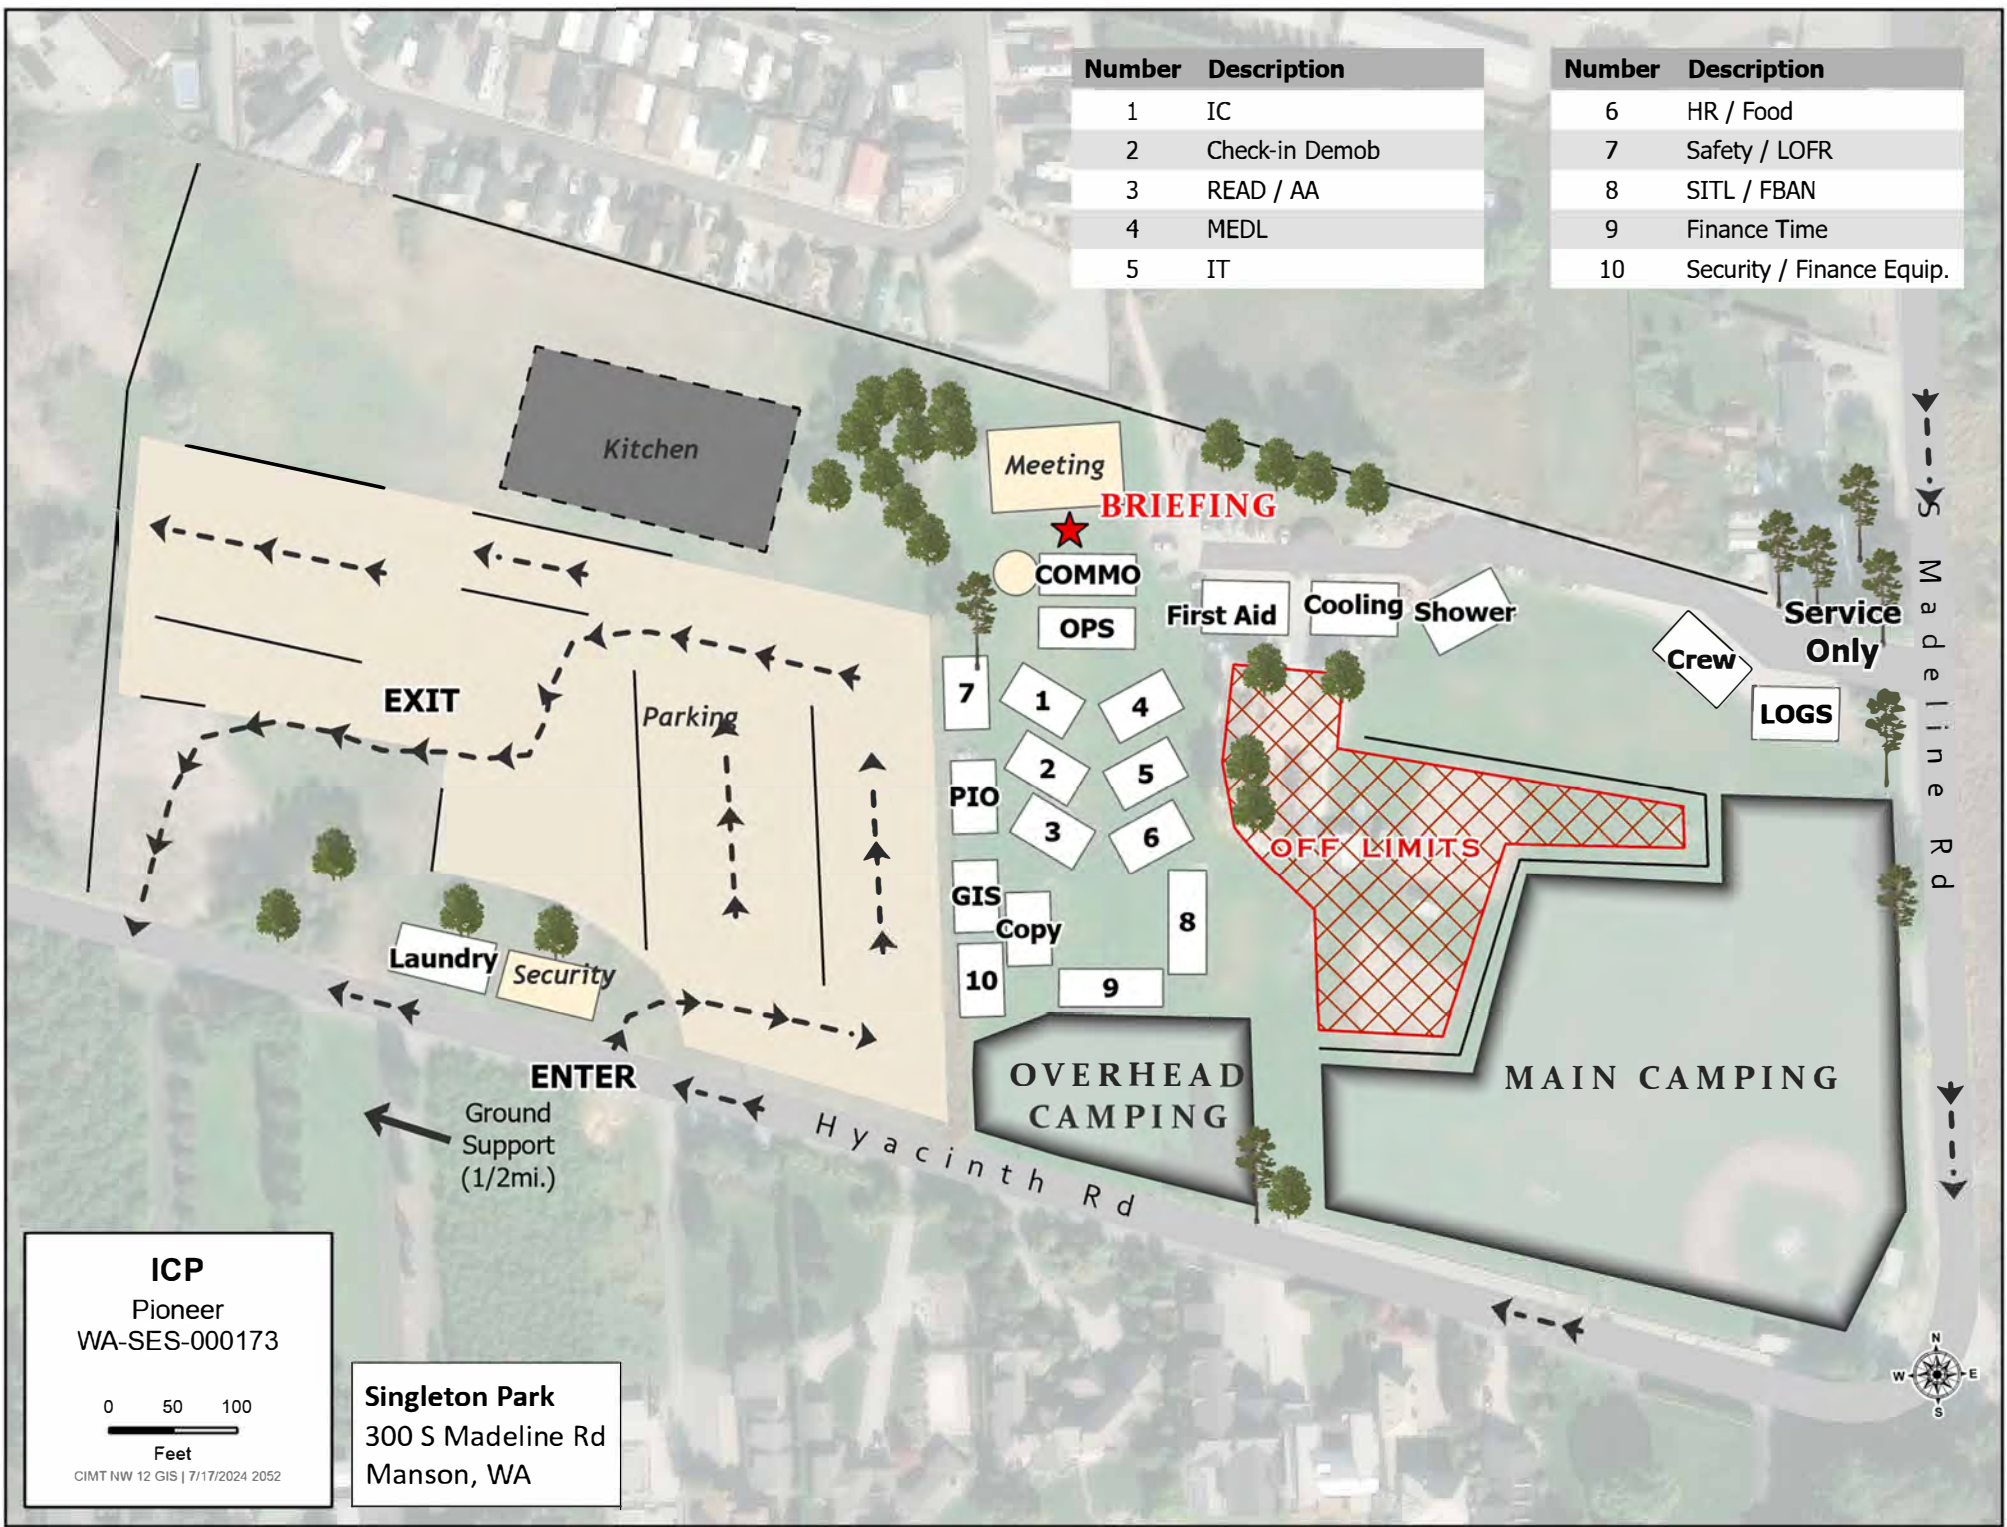 Number Description
1 IC
2 Check-in Demob
3 READ / AA
4 MEDL
5 IT
Number Description
6 HR / Food
7 Safety / LOFR
8 SITL / FBAN
9 Finance Time
10 Security / Finance Equip.
Kitchen
Meeting
BRIEFING
COMMO
OPS
First Aid
Cooling
Shower
Service
Only
Crew
LOGS
S Madeline Rd
EXIT
Parking
7
1
4
PIO
2
5
3
6
OFF LIMITS
GIS
Copy
8
10
9
Laundry
Security
ENTER
Ground
Support
(1/2mi.)
OVERHEAD
CAMPING
MAIN CAMPING
Hyacinth Rd
ICP
Pioneer
WA-SES-000173
0 50 100
Feet
CIMT NW 12 GIS | 7/17/2024 2052
Singleton Park
300 S Madeline Rd
Manson, WA
N
W E
S